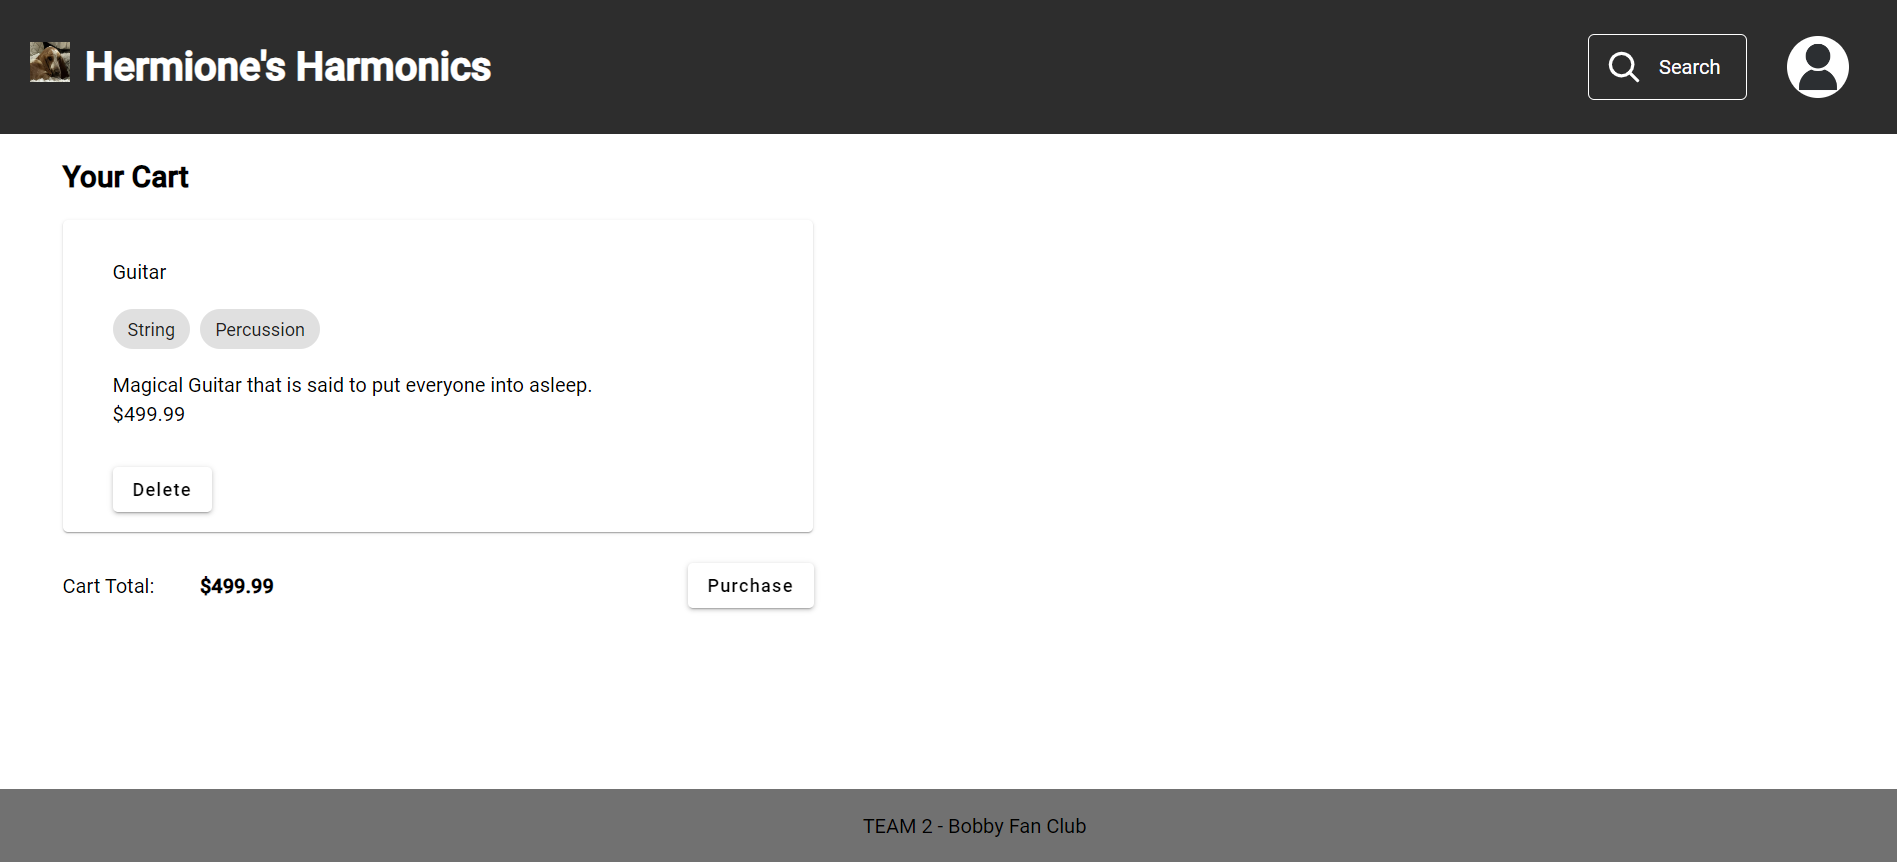 Hermione's Harmonics
Search
Your Cart
Guitar
String Percussion
Magical Guitar that is said to put everyone into asleep.
$499.99
Delete
Cart Total: $499.99 Purchase
TEAM 2 - Bobby Fan Club